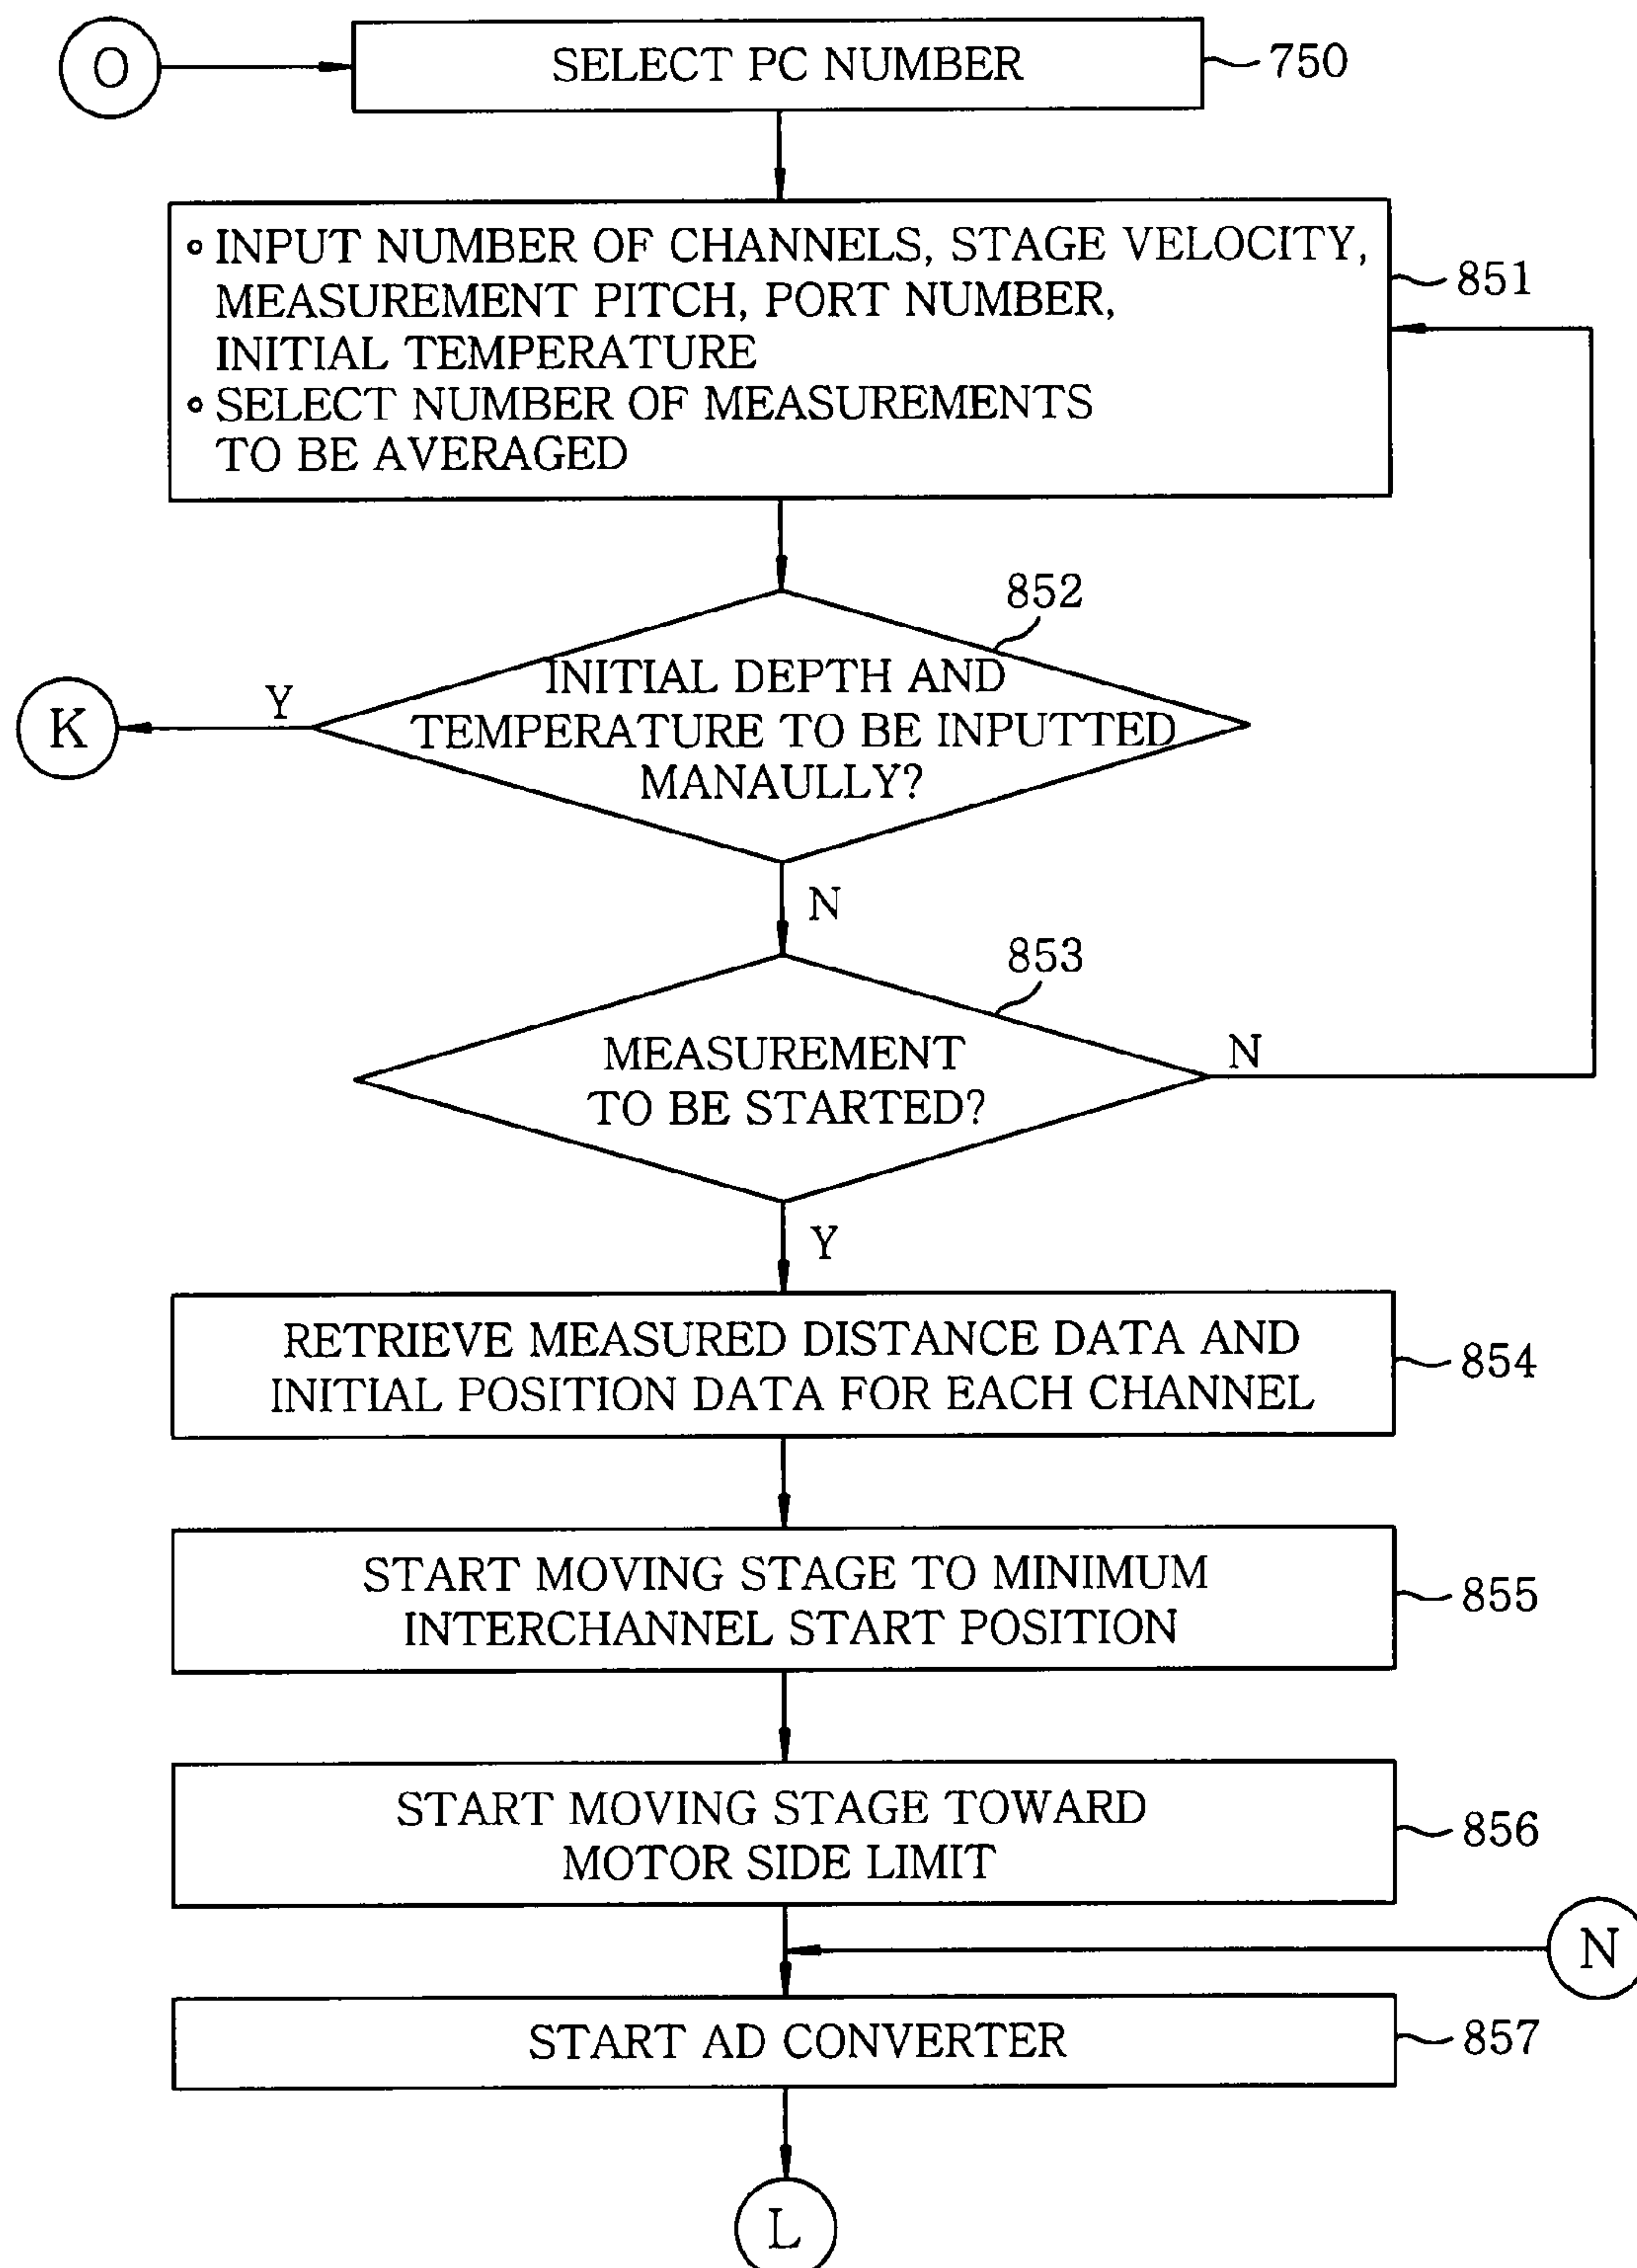 O
SELECT PC NUMBER
750
∘ INPUT NUMBER OF CHANNELS, STAGE VELOCITY,
MEASUREMENT PITCH, PORT NUMBER,
INITIAL TEMPERATURE
∘ SELECT NUMBER OF MEASUREMENTS
TO BE AVERAGED
851
852
INITIAL DEPTH AND
TEMPERATURE TO BE INPUTTED
MANAULLY?
Y
K
N
853
MEASUREMENT
TO BE STARTED?
N
Y
RETRIEVE MEASURED DISTANCE DATA AND
INITIAL POSITION DATA FOR EACH CHANNEL
854
START MOVING STAGE TO MINIMUM
INTERCHANNEL START POSITION
855
START MOVING STAGE TOWARD
MOTOR SIDE LIMIT
856
N
START AD CONVERTER
857
L